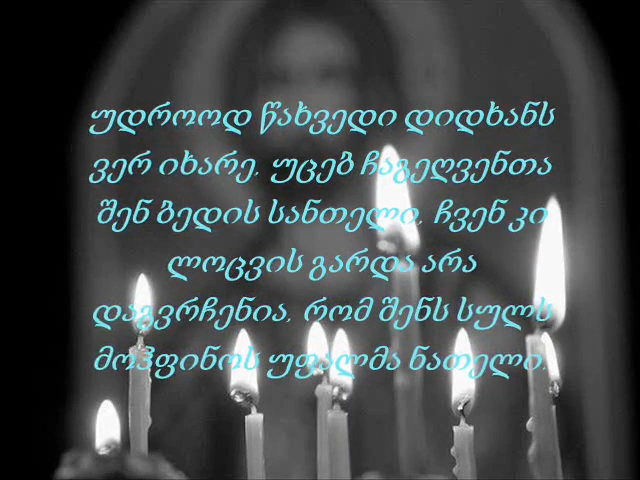 უდროოდ წახვედი დიდხანს
ვერ იხარე, უცებ ჩაგეღვენთა
შენ ბედის სანთელი, ჩვენ კი
ლოცვის გარდა არა
დაგვრჩენია, რომ შენს სულს
მოჰფინოს უფალმა ნათელი.